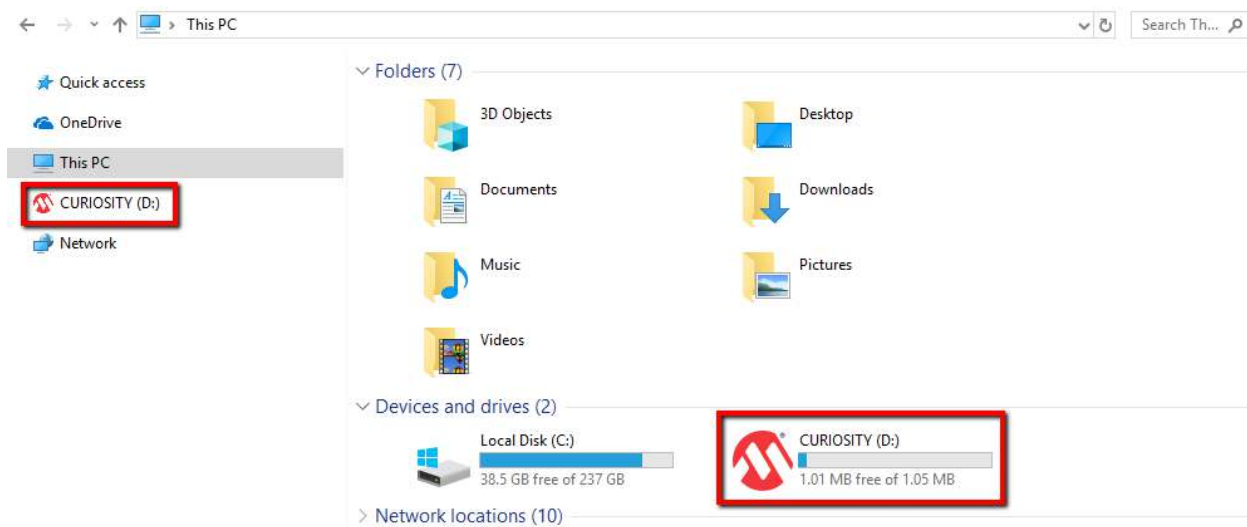 This PC
Search Th...
Quick access
OneDrive
This PC
CURIOSITY (D:)
Network
Folders (7)
3D Objects
Desktop
Documents
Downloads
Music
Pictures
Videos
Devices and drives (2)
Local Disk (C:)
38.5 GB free of 237 GB
CURIOSITY (D:)
1.01 MB free of 1.05 MB
Network locations (10)